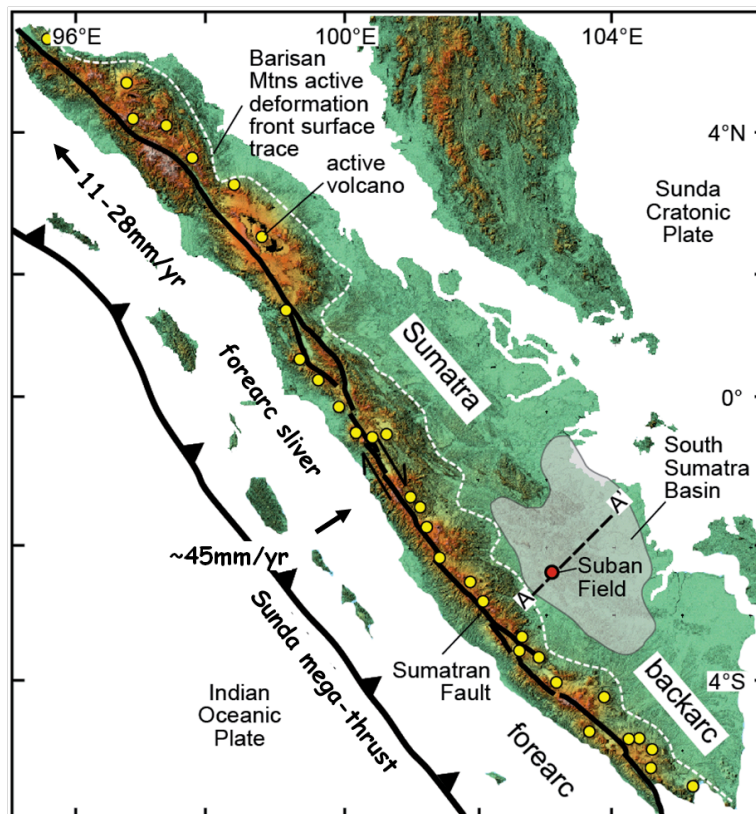 96°E
100°E
104°E
Barisan
Mtns active
deformation
front surface
trace
active
volcano
4°N
Sunda
Cratonic
Plate
11-28mm/yr
Sumatra
forearc sliver
0°
South
Sumatra
Basin
A'
~45mm/yr
Suban
Field
A
Sunda mega-thrust
Sumatran
Fault
4°S
backarc
Indian
Oceanic
Plate
forearc